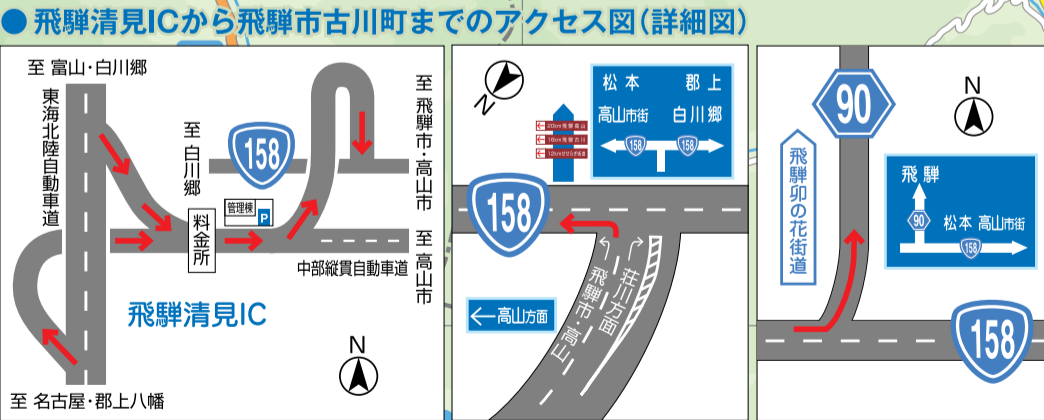 ● 飛騨清見ICから飛騨市古川町までのアクセス図(詳細図)
至 富山・白川郷
東海北陸自動車道
至 白川郷
158
管理棟 P
料金所
至 飛騨市・高山市
至 高山市
中部縦貫自動車道
飛騨清見IC
至 名古屋・郡上八幡
N
N
松本 郡上
高山市街 白川郷
158 158
158
←高山方面
飛騨市・高山
荘川方面
90
飛騨卯の花街道
N
飛騨
90
松本 高山市街
158
158